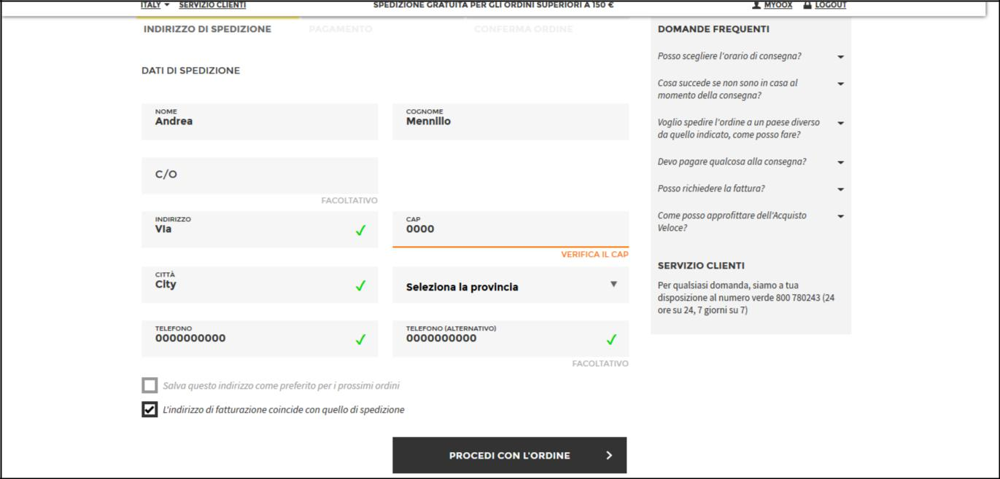 ITALY SERVIZIO CLIENTI SPEDIZIONE GRATUITA PER GLI ORDINI SUPERIORI A 150 € MYOOX LOGOUT
INDIRIZZO DI SPEDIZIONE PAGAMENTO CONFERMA ORDINE
DATI DI SPEDIZIONE
NOME
Andrea
COGNOME
Mennillo
C/O
FACOLTATIVO
INDIRIZZO
VIa
CAP
0000
VERIFICA IL CAP
CITTÀ
CIty
Seleziona la provincia
TELEFONO
0000000000
TELEFONO (ALTERNATIVO)
0000000000
FACOLTATIVO
Salva questo indirizzo come preferito per i prossimi ordini
L'indirizzo di fatturazione coincide con quello di spedizione
PROCEDI CON L'ORDINE
DOMANDE FREQUENTI
Posso scegliere l'orario di consegna?
Cosa succede se non sono in casa al
momento della consegna?
Voglio spedire l'ordine a un paese diverso
da quello indicato, come posso fare?
Devo pagare qualcosa alla consegna?
Posso richiedere la fattura?
Come posso approfittare dell'Acquisto
Veloce?
SERVIZIO CLIENTI
Per qualsiasi domanda, siamo a tua
disposizione al numero verde 800 780243 (24
ore su 24, 7 giorni su 7)